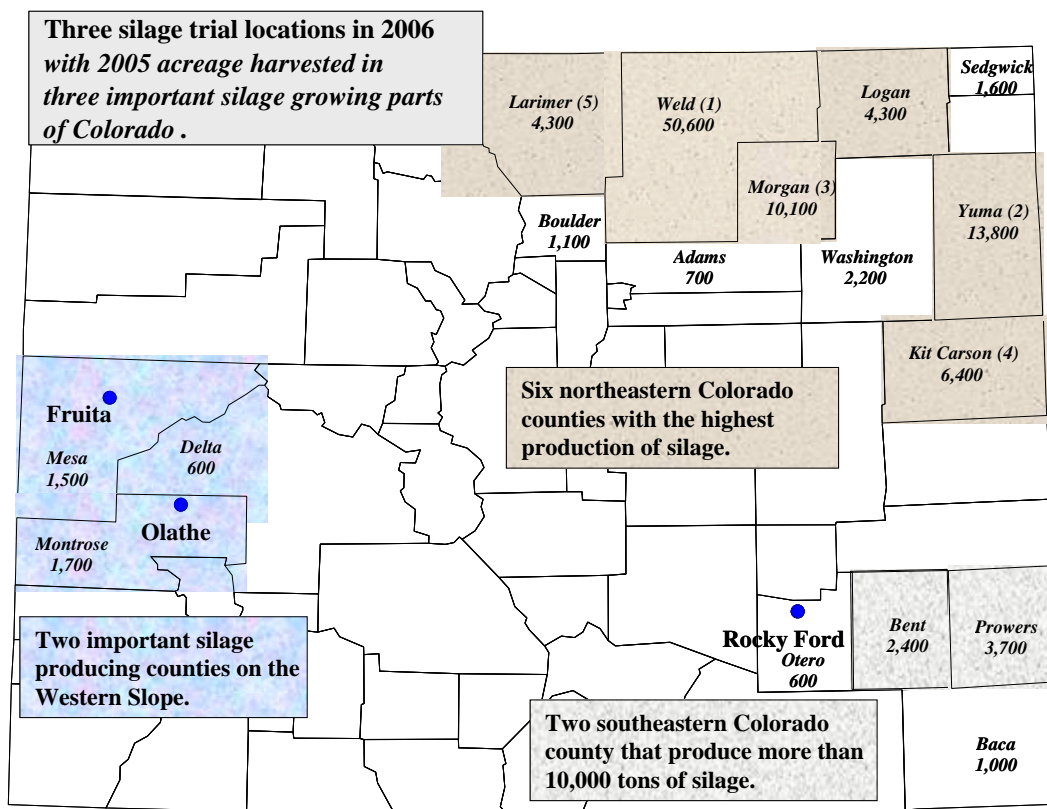 Three silage trial locations in 2006
with 2005 acreage harvested in
three important silage growing parts
of Colorado .
Larimer (5)
4,300
Weld (1)
50,600
Logan
4,300
Sedgwick
1,600
Morgan (3)
10,100
Yuma (2)
13,800
Boulder
1,100
Adams
700
Washington
2,200
Kit Carson (4)
6,400
Six northeastern Colorado
counties with the highest
production of silage.
Fruita
Mesa
1,500
Delta
600
Olathe
Montrose
1,700
Two important silage
producing counties on the
Western Slope.
Rocky Ford
Otero
600
Bent
2,400
Prowers
3,700
Two southeastern Colorado
county that produce more than
10,000 tons of silage.
Baca
1,000